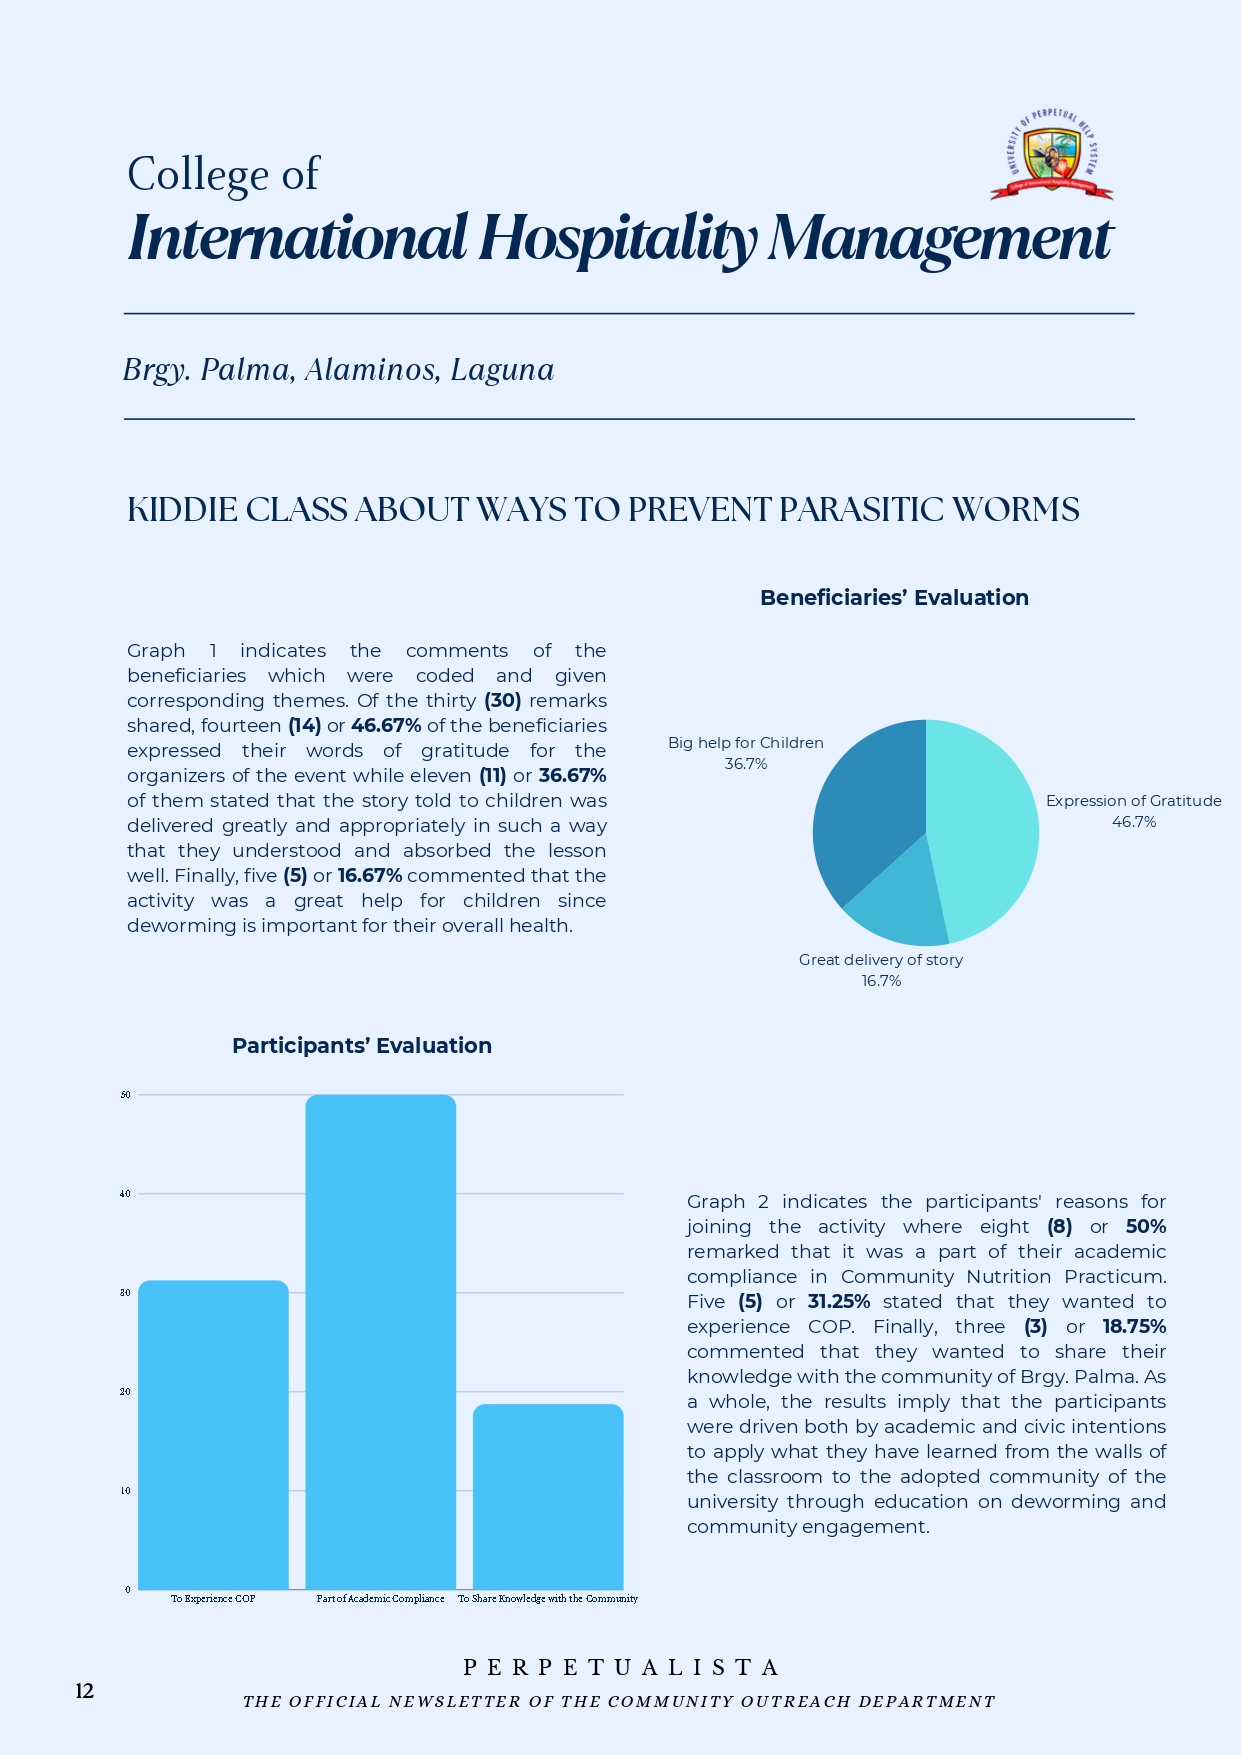 UNIVERSITY OF PERPETUAL HELP SYSTEM
College of International Hospitality Management
College of
International Hospitality Management
Brgy. Palma, Alaminos, Laguna
KIDDIE CLASS ABOUT WAYS TO PREVENT PARASITIC WORMS
Graph 1 indicates the comments of the
beneficiaries which were coded and given
corresponding themes. Of the thirty (30) remarks
shared, fourteen (14) or 46.67% of the beneficiaries
expressed their words of gratitude for the
organizers of the event while eleven (11) or 36.67%
of them stated that the story told to children was
delivered greatly and appropriately in such a way
that they understood and absorbed the lesson
well. Finally, five (5) or 16.67% commented that the
activity was a great help for children since
deworming is important for their overall health.
Beneficiaries’ Evaluation
Big help for Children
36.7%
Expression of Gratitude
46.7%
Great delivery of story
16.7%
Participants’ Evaluation
50
40
30
20
10
0
To Experience COP
Part of Academic Compliance
To Share Knowledge with the Community
Graph 2 indicates the participants' reasons for
joining the activity where eight (8) or 50%
remarked that it was a part of their academic
compliance in Community Nutrition Practicum.
Five (5) or 31.25% stated that they wanted to
experience COP. Finally, three (3) or 18.75%
commented that they wanted to share their
knowledge with the community of Brgy. Palma. As
a whole, the results imply that the participants
were driven both by academic and civic intentions
to apply what they have learned from the walls of
the classroom to the adopted community of the
university through education on deworming and
community engagement.
PERPETUALISTA
12
THE OFFICIAL NEWSLETTER OF THE COMMUNITY OUTREACH DEPARTMENT